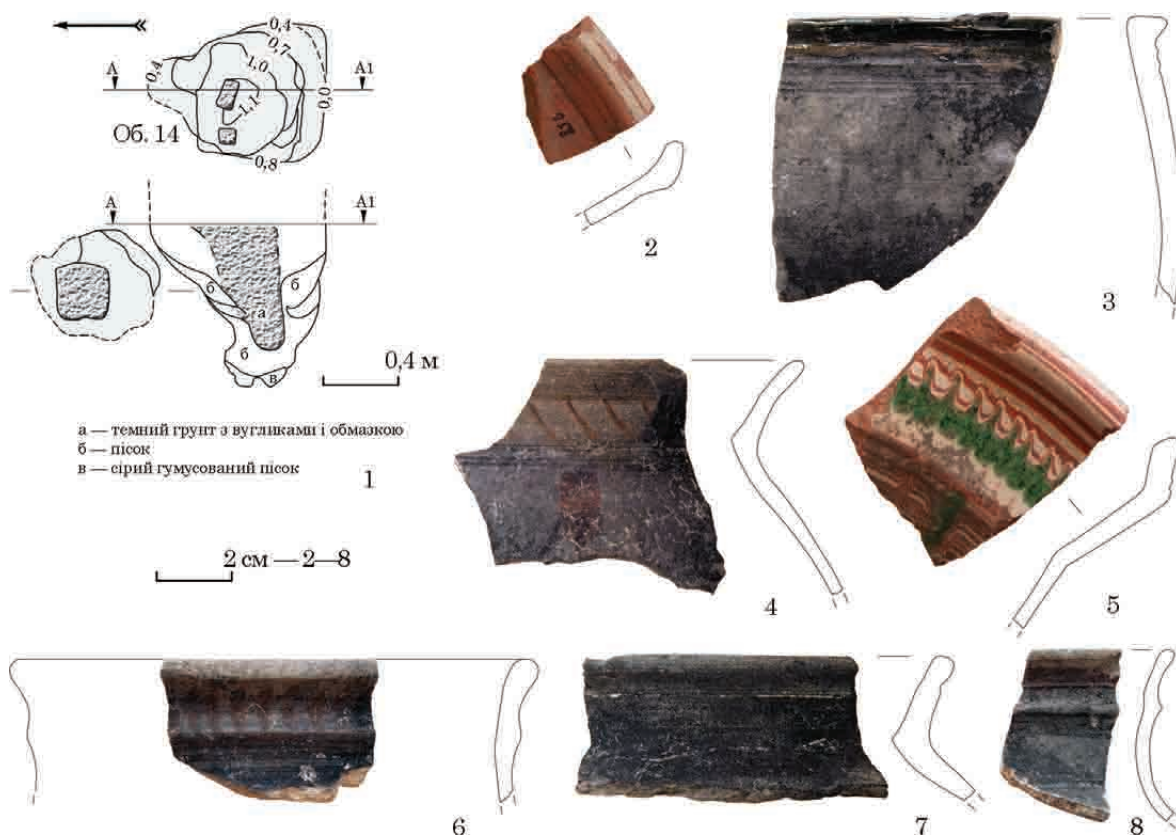 0,4
0,7
1,0
0,4
А
А1
1,1
0,0
Об. 14
0,8
А
А1
б
б
а
б
в
0,4 м
а — темний грунт з вугликами і обмазкою
б — пісок
в — сірий гумусований пісок
1
2
3
2 см — 2—8
4
5
6
7
8